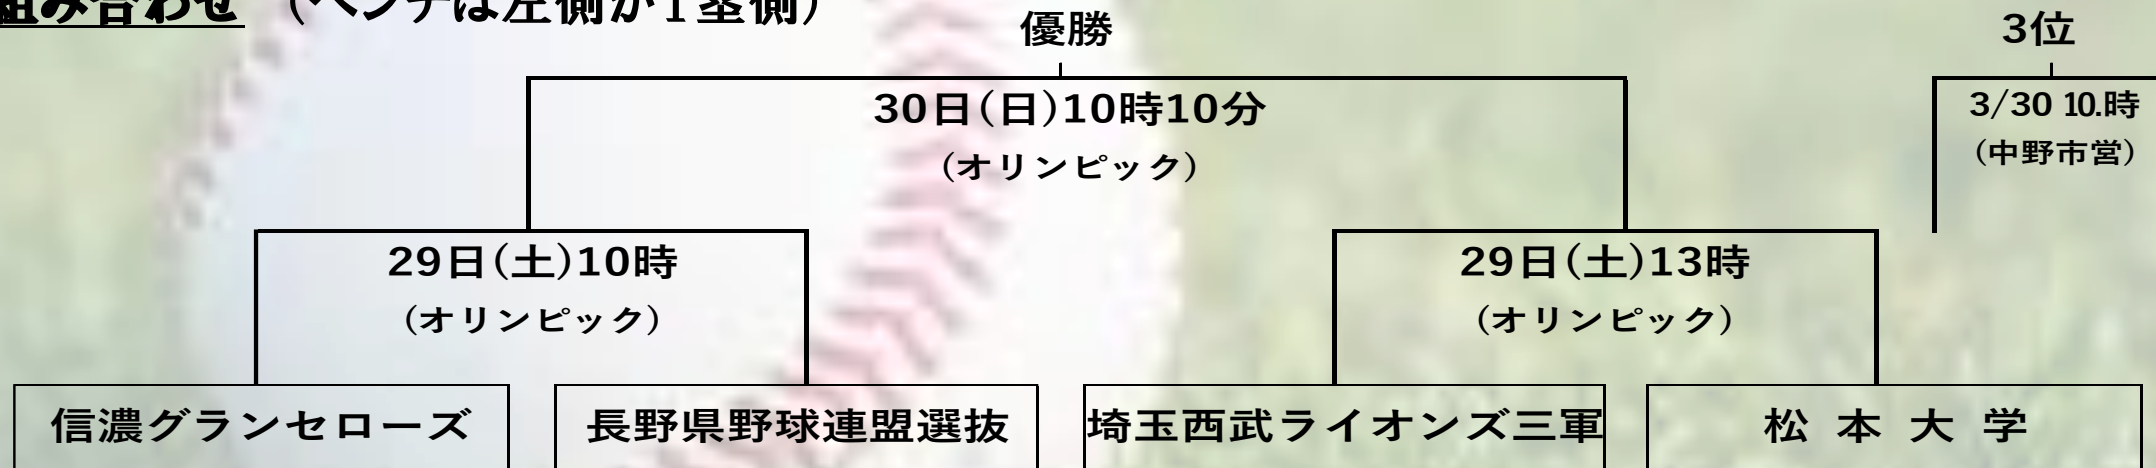 組み合わせ （ベンチは左側が1塁側）
優勝
3位
30日(日)10時10分
(オリンピック)
3/30 10.時
(中野市営)
29日(土)10時
(オリンピック)
29日(土)13時
(オリンピック)
信濃グランセローズ
長野県野球連盟選抜
埼玉西武ライオンズ三軍
松 本 大 学